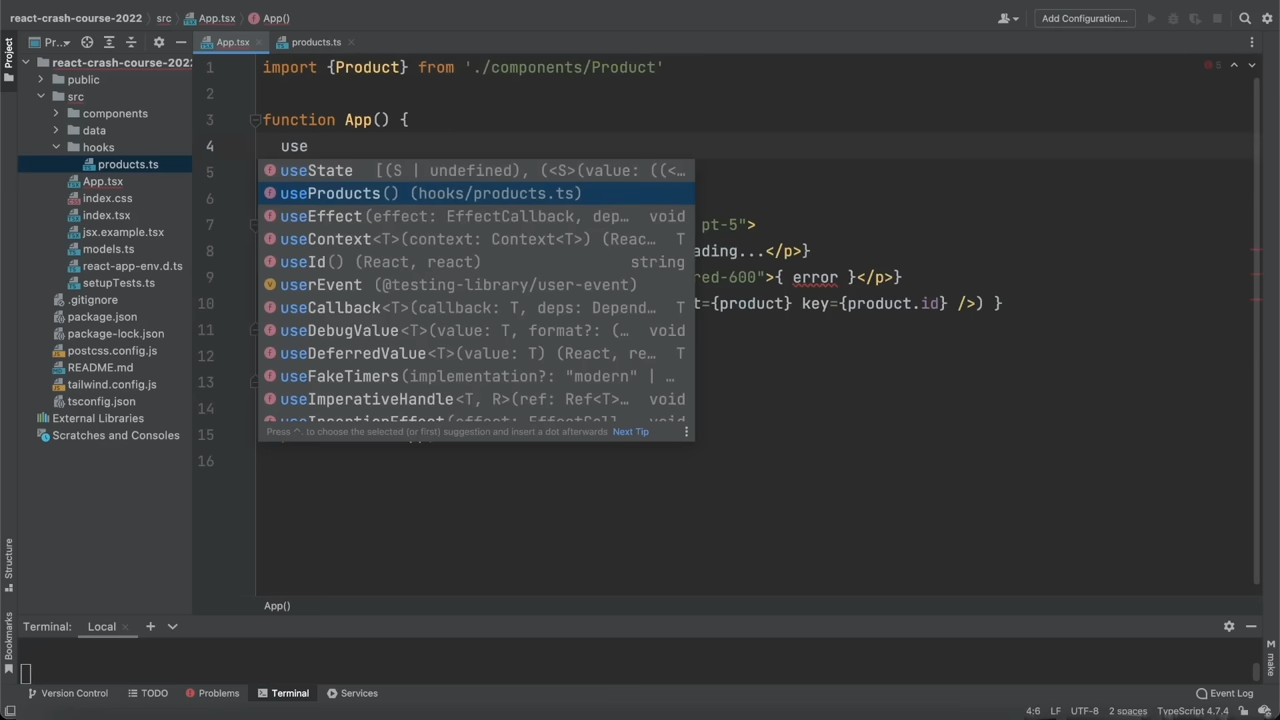 react-crash-course-2022 src App.tsx App() Add Configuration...
Project Pr... App.tsx products.ts
react-crash-course-2022
public
src
components
data
hooks
products.ts
App.tsx
index.css
index.tsx
jsx.example.tsx
models.ts
react-app-env.d.ts
setupTests.ts
.gitignore
package.json
package-lock.json
postcss.config.js
README.md
tailwind.config.js
tsconfig.json
External Libraries
Scratches and Consoles
1 import {Product} from './components/Product'
2
3 function App() {
4 use
5
6
7 pt-5">
8 ading...</p>}
9 red-600">{ error }</p>}
10 t={product} key={product.id} />) }
11
12
13
14
15
16
5
useState [(S | undefined), (<S>(value: ((<…
useProducts() (hooks/products.ts)
useEffect(effect: EffectCallback, dep… void
useContext<T>(context: Context<T>) (Reac… T
useId() (React, react) string
userEvent (@testing-library/user-event)
useCallback<T>(callback: T, deps: Depend… T
useDebugValue<T>(value: T, format?: (… void
useDeferredValue<T>(value: T) (React, re… T
useFakeTimers(implementation?: "modern" | …
useImperativeHandle<T, R>(ref: Ref<T>… void
useInsertionEffect(effect: EffectCall… void
Press ^. to choose the selected (or first) suggestion and insert a dot afterwards Next Tip
App()
Structure
Bookmarks
make
Terminal: Local
Version Control TODO Problems Terminal Services Event Log
4:6 LF UTF-8 2 spaces TypeScript 4.7.4